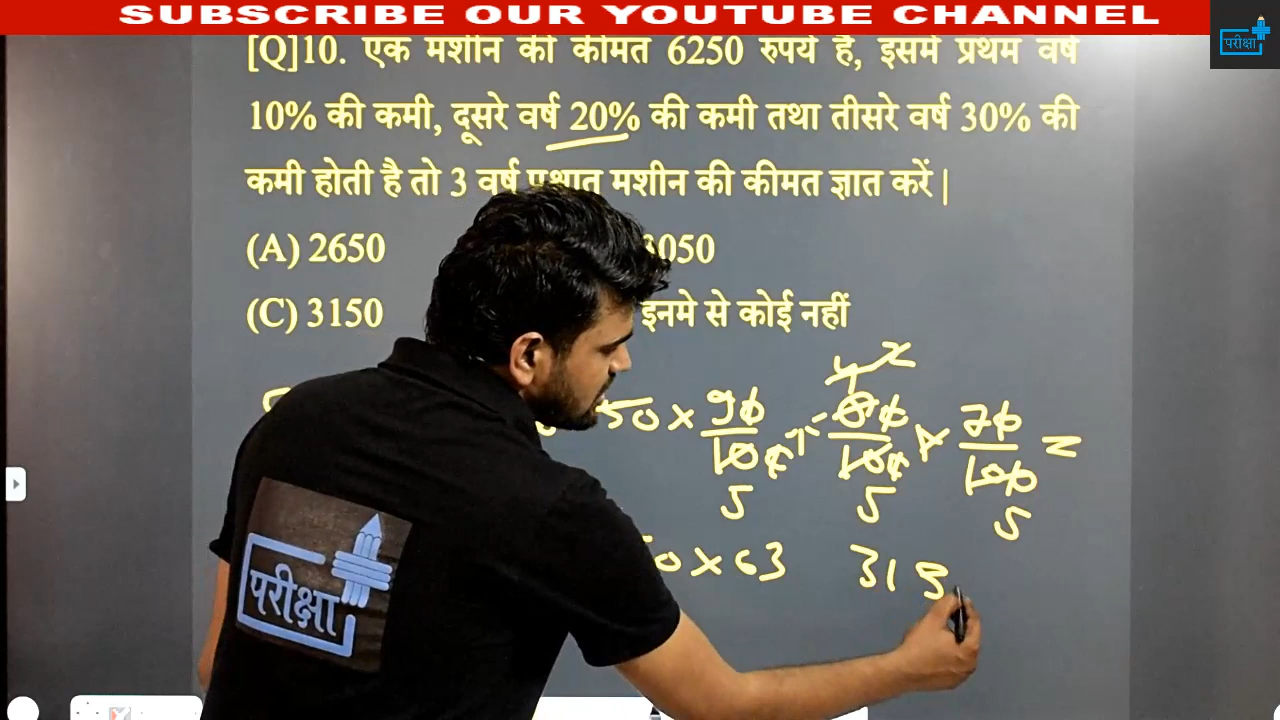 SUBSCRIBE OUR YOUTUBE CHANNEL
परीक्षा
[Q]10. एक मशीन की कीमत 6250 रुपये है, इसमे प्रथम वर्ष
10% की कमी, दूसरे वर्ष 20% की कमी तथा तीसरे वर्ष 30% की
कमी होती है तो 3 वर्ष पश्चात मशीन की कीमत ज्ञात करें |
(A) 2650
(C) 3150 इनमे से कोई नहीं
50 × 90/100 80/100 × 70/100 =
5 5 5
× 63 315
परीक्षा